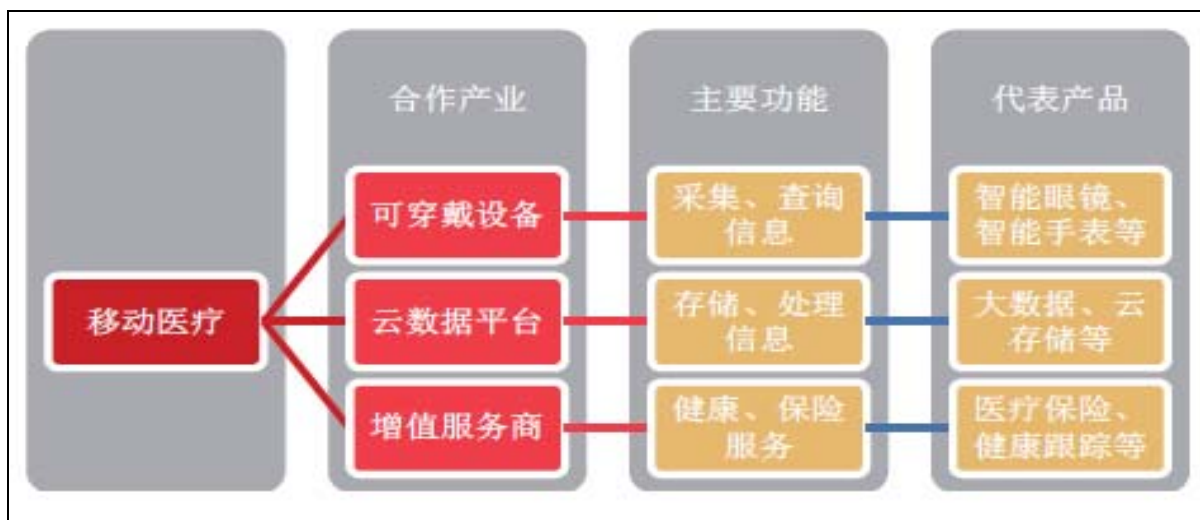 合作产业
主要功能
代表产品
移动医疗
可穿戴设备
采集、查询
信息
智能眼镜、
智能手表等
云数据平台
存储、处理
信息
大数据、云
存储等
增值服务商
健康、保险
服务
医疗保险、
健康跟踪等